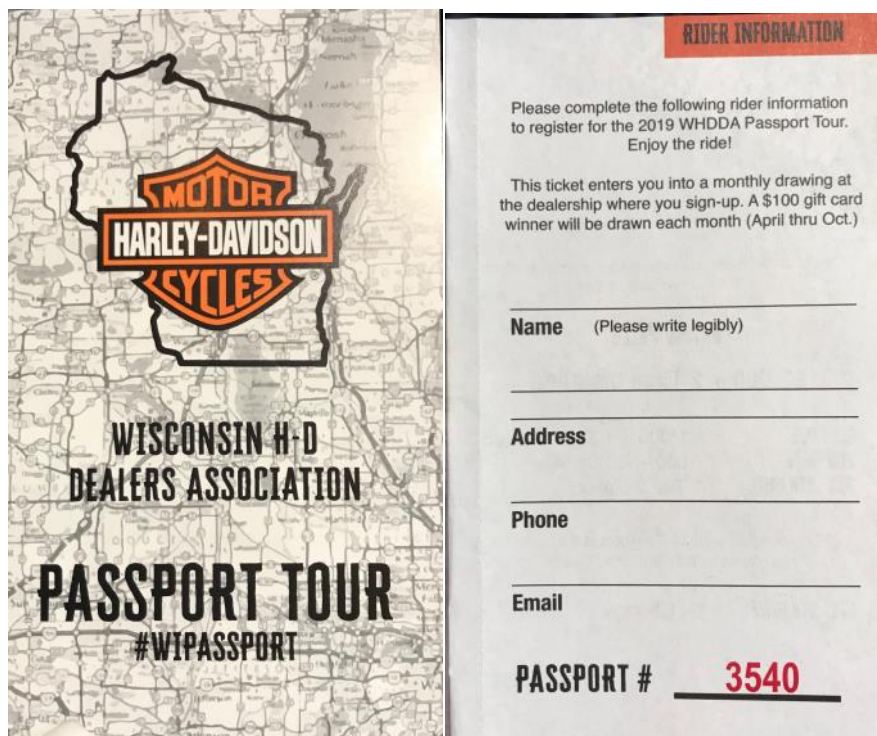 MOTOR
HARLEY-DAVIDSON
CYCLES
®
WISCONSIN H-D
DEALERS ASSOCIATION
PASSPORT TOUR
#WIPASSPORT
RIDER INFORMATION
Please complete the following rider information
to register for the 2019 WHDDA Passport Tour.
Enjoy the ride!
This ticket enters you into a monthly drawing at
the dealership where you sign-up. A $100 gift card
winner will be drawn each month (April thru Oct.)
Name (Please write legibly)
Address
Phone
Email
PASSPORT # 3540